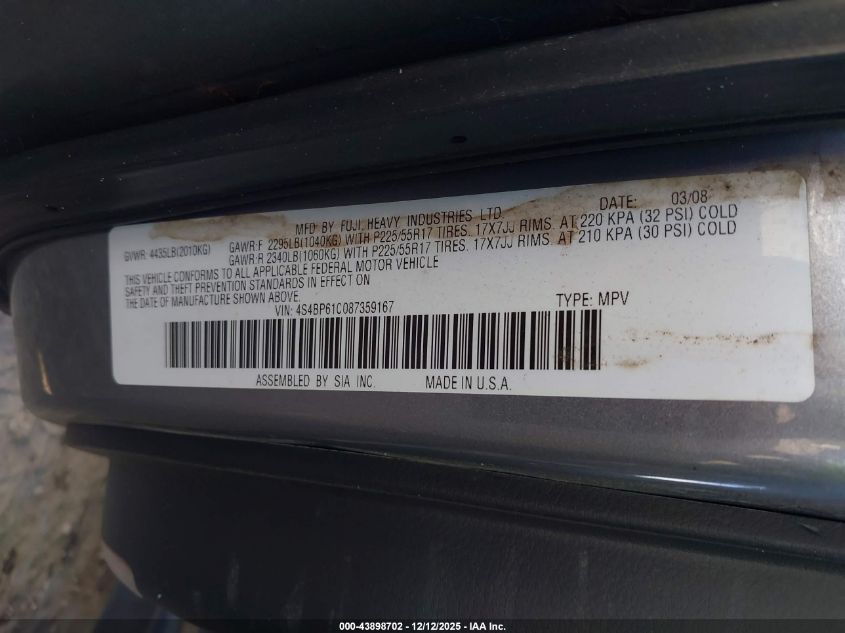 MFD BY FUJI HEAVY INDUSTRIES LTD. DATE: 03/08
GVWR: 4435LB(2010KG) GAWR:F 2295LB(1040KG) WITH P225/55R17 TIRES. 17X7JJ RIMS. AT 220 KPA (32 PSI) COLD
GAWR:R 2340LB(1060KG) WITH P225/55R17 TIRES. 17X7JJ RIMS. AT 210 KPA (30 PSI) COLD
THIS VEHICLE CONFORMS TO ALL APPLICABLE FEDERAL MOTOR VEHICLE
SAFETY AND THEFT PREVENTION STANDARDS IN EFFECT ON
THE DATE OF MANUFACTURE SHOWN ABOVE.
VIN: 4S4BP61C087359167 TYPE: MPV
ASSEMBLED BY SIA INC. MADE IN U.S.A.
000-43898702 - 12/12/2025 - IAA Inc.